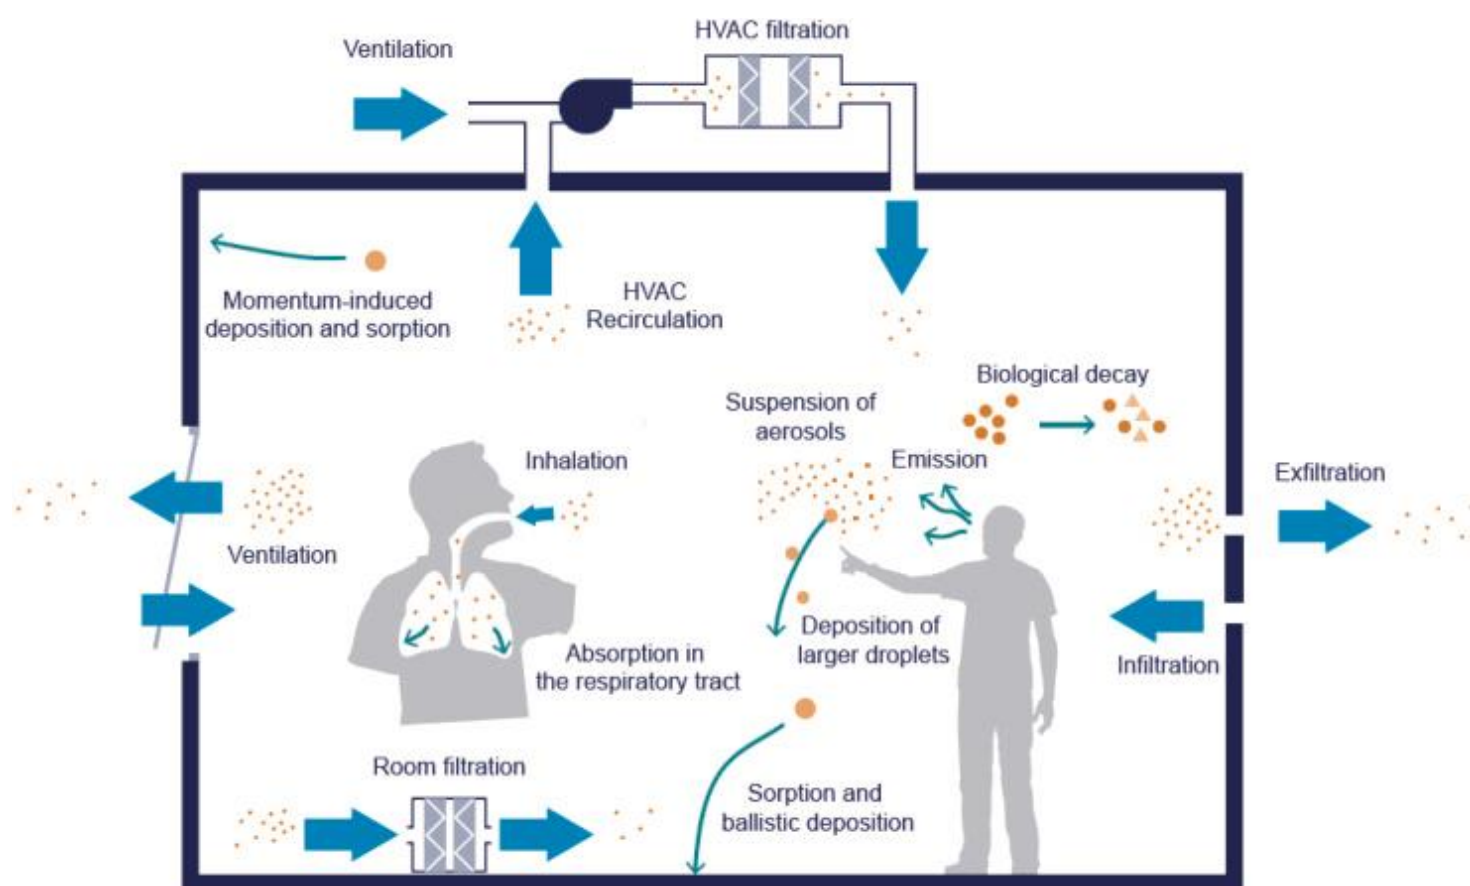 HVAC filtration
Ventilation
Momentum-induced
deposition and sorption
HVAC
Recirculation
Biological decay
Suspension of
aerosols
Emission
Inhalation
Exfiltration
Ventilation
Absorption in
the respiratory tract
Deposition of
larger droplets
Infiltration
Room filtration
Sorption and
ballistic deposition